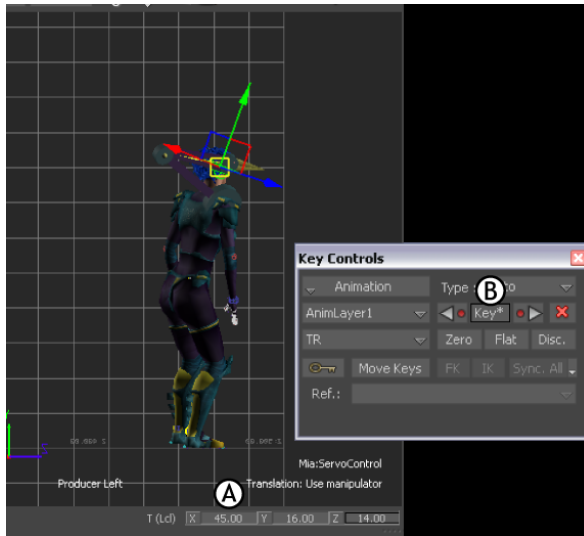 Key Controls
Animation
Type :
B
AnimLayer1
Key*
TR
Zero
Flat
Disc.
Move Keys
FK
IK
Sync. All
Ref.:
Mia:ServoControl
Producer Left
A
Translation: Use manipulator
T (Lcl) X 45.00 Y 16.00 Z 14.00